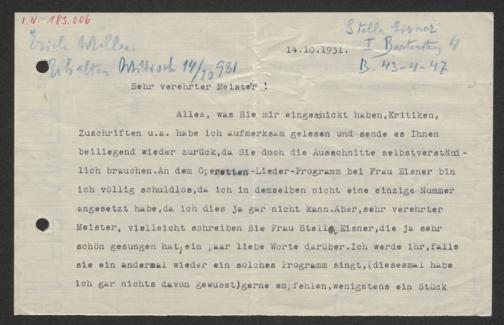 I.N. 183.006
Stella Eisner
Erich Meller
14.10.1931.
I Bartenstg 4
Erhalten Mittwoch 14/10 931
B. 43-4-47
Sehr verehrter Meister !
Alles, was Sie mir eingeschickt haben,Kritiken,
Zuschriften u.a. habe ich aufmerksam gelesen und sende es Ihnen
beiliegend wieder zurück,da Sie doch die Ausschnitte selbstverständ-
lich brauchen.An dem Operetten-Lieder-Programm bei Frau Eisner bin
ich völlig schuldlos,da ich in demselben nicht eine einzige Nummer
angesetzt habe,da ich dies ja gar nicht kann.Aber,sehr verehrter
Meister, vielleicht schreiben Sie Frau Stella Eisner,die ja sehr
schön gesungen hat,ein paar liebe Worte darüber.Ich werde ihr,falls
sie ein andermal wieder ein solches Programm singt,(diesesmal habe
ich gar nichts davon gewusst)gerne empfehlen,wenigstens ein Stück